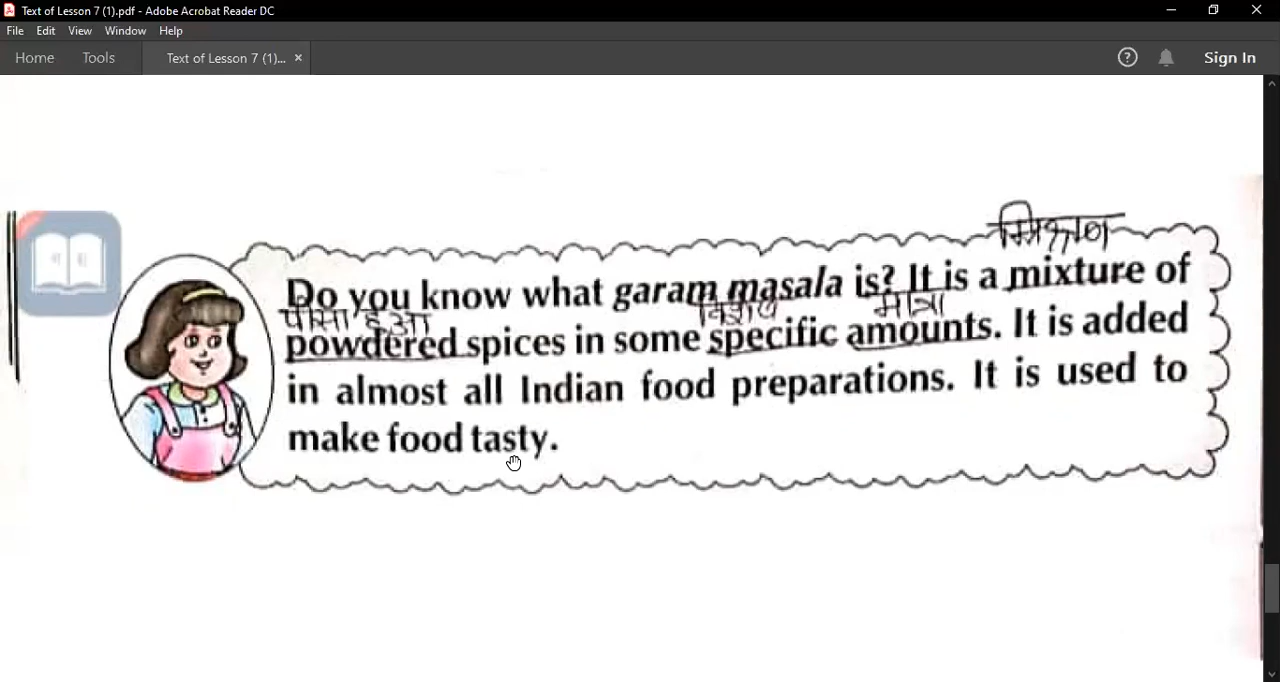 Text of Lesson 7 (1).pdf - Adobe Acrobat Reader DC
File Edit View Window Help
Home Tools Text of Lesson 7 (1)... × Sign In
मिश्रण
Do you know what garam masala is? It is a mixture of
पीसा हुआ विशेष मात्रा
powdered spices in some specific amounts. It is added
in almost all Indian food preparations. It is used to
make food tasty.